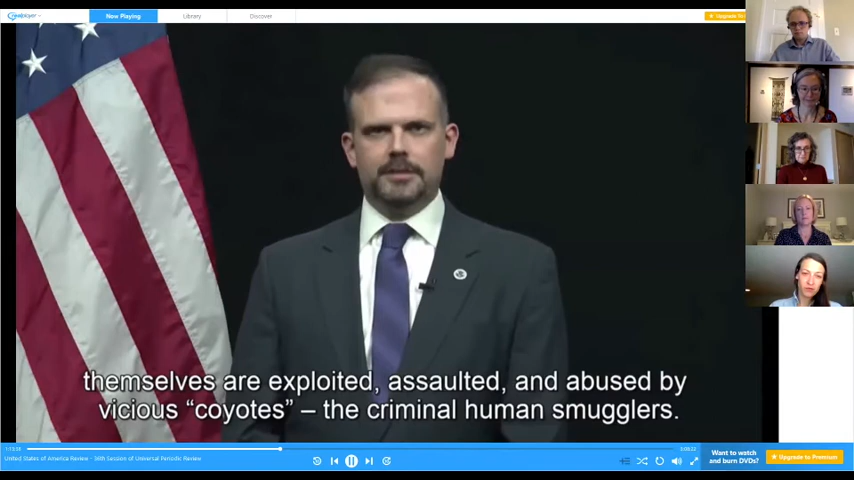 realplayer
Now Playing
Library
Discover
themselves are exploited, assaulted, and abused by
vicious “coyotes” – the criminal human smugglers.
United States of America Review - 36th Session of Universal Periodic Review
Want to watch
and burn DVDs?
Upgrade to Premium